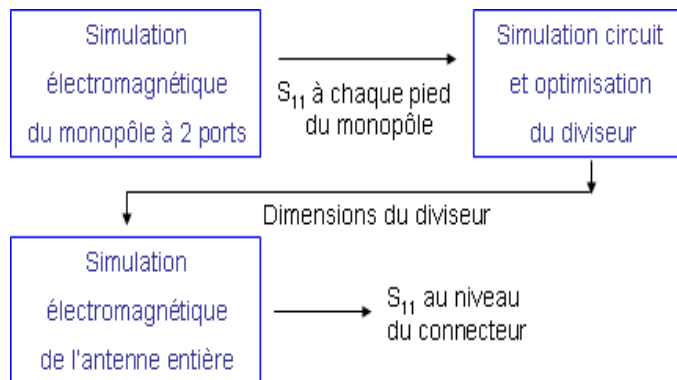 Simulation
électromagnétique
du monopôle à 2 ports
S₁₁ à chaque pied
du monopôle
Simulation circuit
et optimisation
du diviseur
Dimensions du diviseur
Simulation
électromagnétique
de l'antenne entière
S₁₁ au niveau
du connecteur